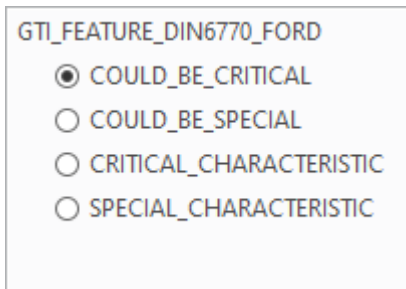 GTI_FEATURE_DIN6770_FORD
COULD_BE_CRITICAL
COULD_BE_SPECIAL
CRITICAL_CHARACTERISTIC
SPECIAL_CHARACTERISTIC